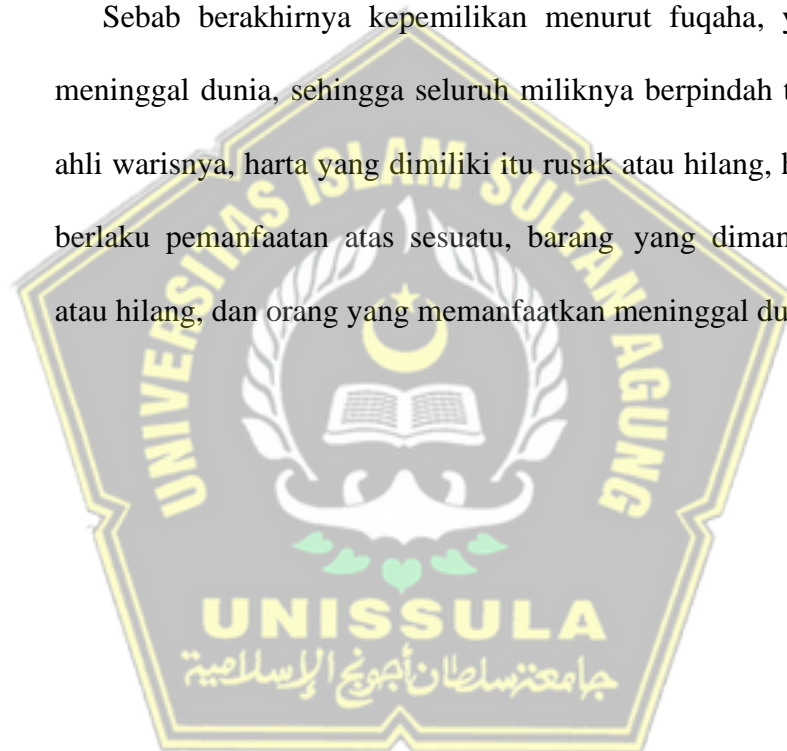 Sebab berakhirnya kepemilikan menurut fuqaha,
meninggal dunia, sehingga seluruh miliknya berpindah
ahli warisnya, harta yang dimiliki itu rusak atau hilang,
berlaku pemanfaatan atas sesuatu, barang yang
atau hilang, dan orang yang memanfaatkan meninggal
UNIVERSITAS ISLAM SULTAN AGUNG
UNISSULA
جامعة سلطان أجونج الإسلامية